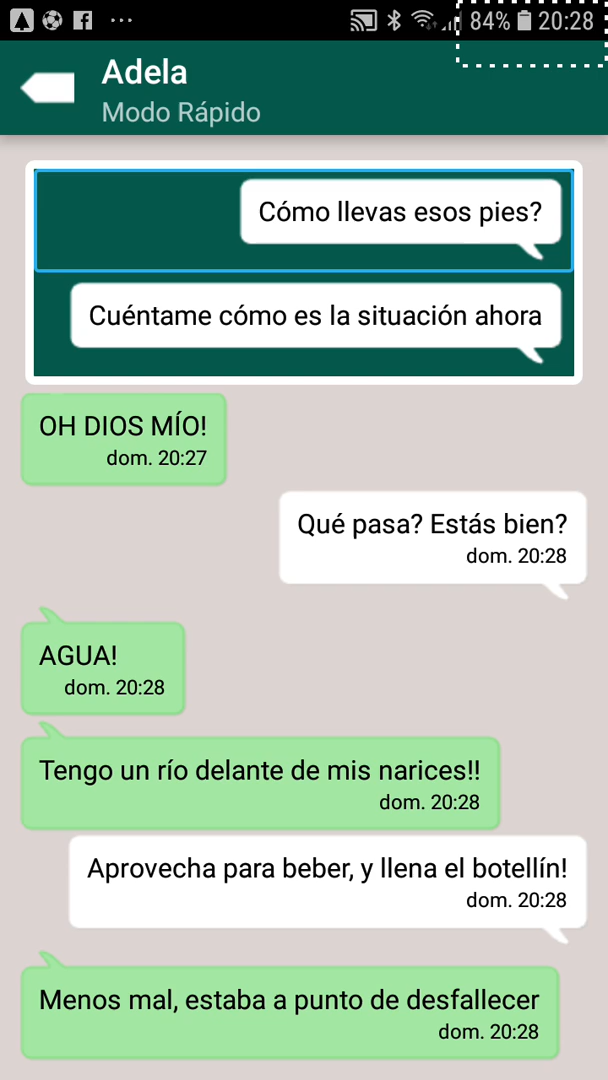 84% 20:28
Adela
Modo Rápido
Cómo llevas esos pies?
Cuéntame cómo es la situación ahora
OH DIOS MÍO!
dom. 20:27
Qué pasa? Estás bien?
dom. 20:28
AGUA!
dom. 20:28
Tengo un río delante de mis narices!!
dom. 20:28
Aprovecha para beber, y llena el botellín!
dom. 20:28
Menos mal, estaba a punto de desfallecer
dom. 20:28